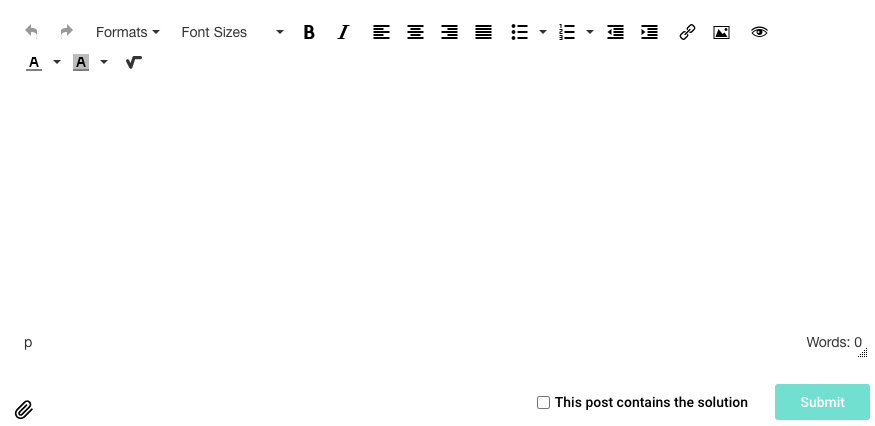 Formats Font Sizes B I
A A
p Words: 0
This post contains the solution Submit